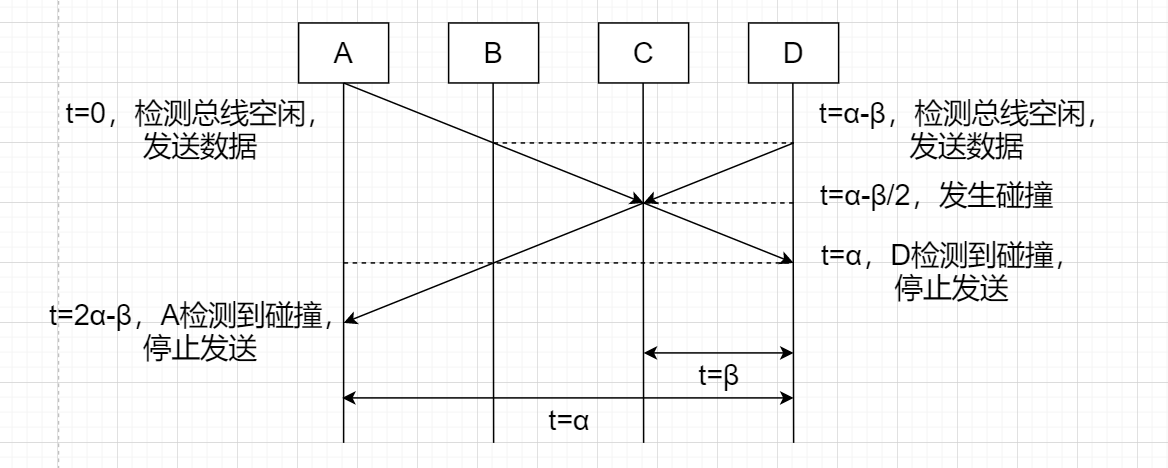 A
B
C
D
t=0，检测总线空闲，
发送数据
t=α-β，检测总线空闲，
发送数据
t=α-β/2，发生碰撞
t=α，D检测到碰撞，
停止发送
t=2α-β，A检测到碰撞，
停止发送
t=β
t=α